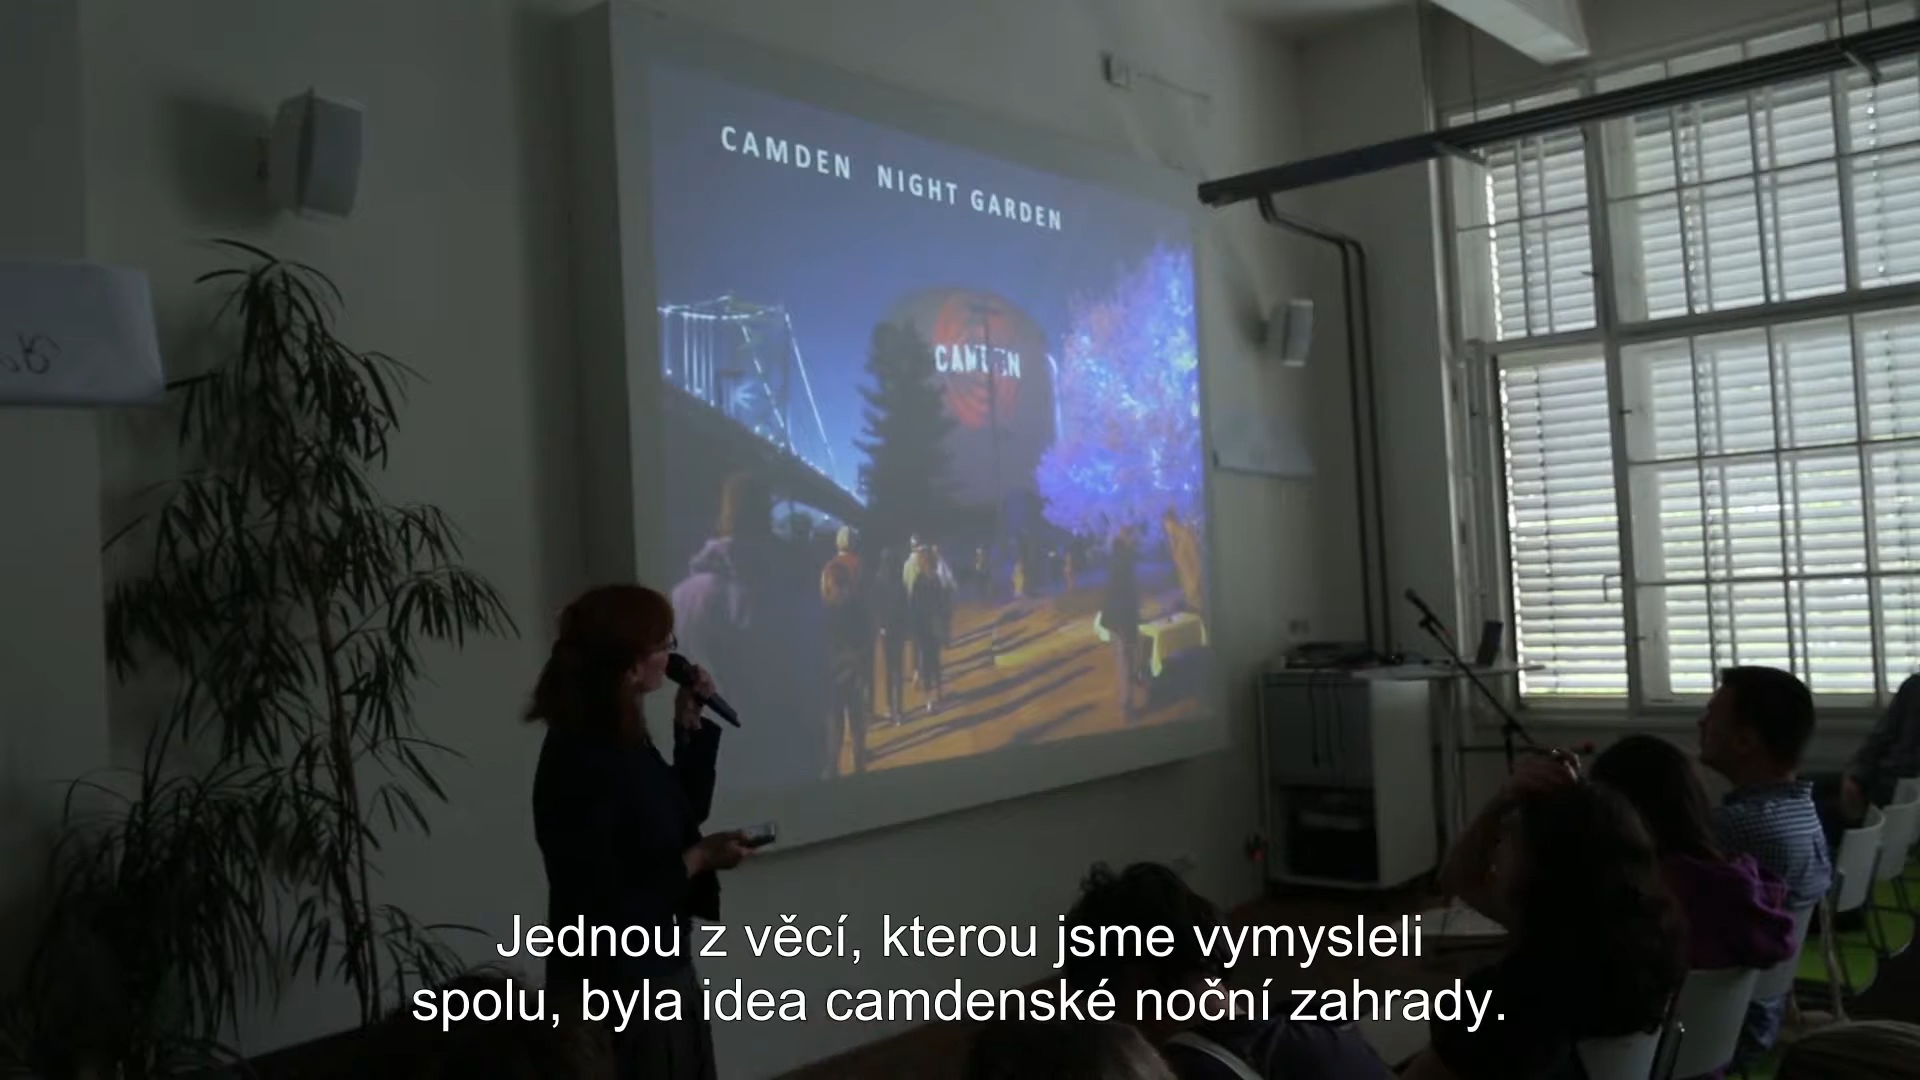 CAMDEN NIGHT GARDEN
CAMDEN
Jednou z věcí, kterou jsme vymysleli
spolu, byla idea camdenské noční zahrady.